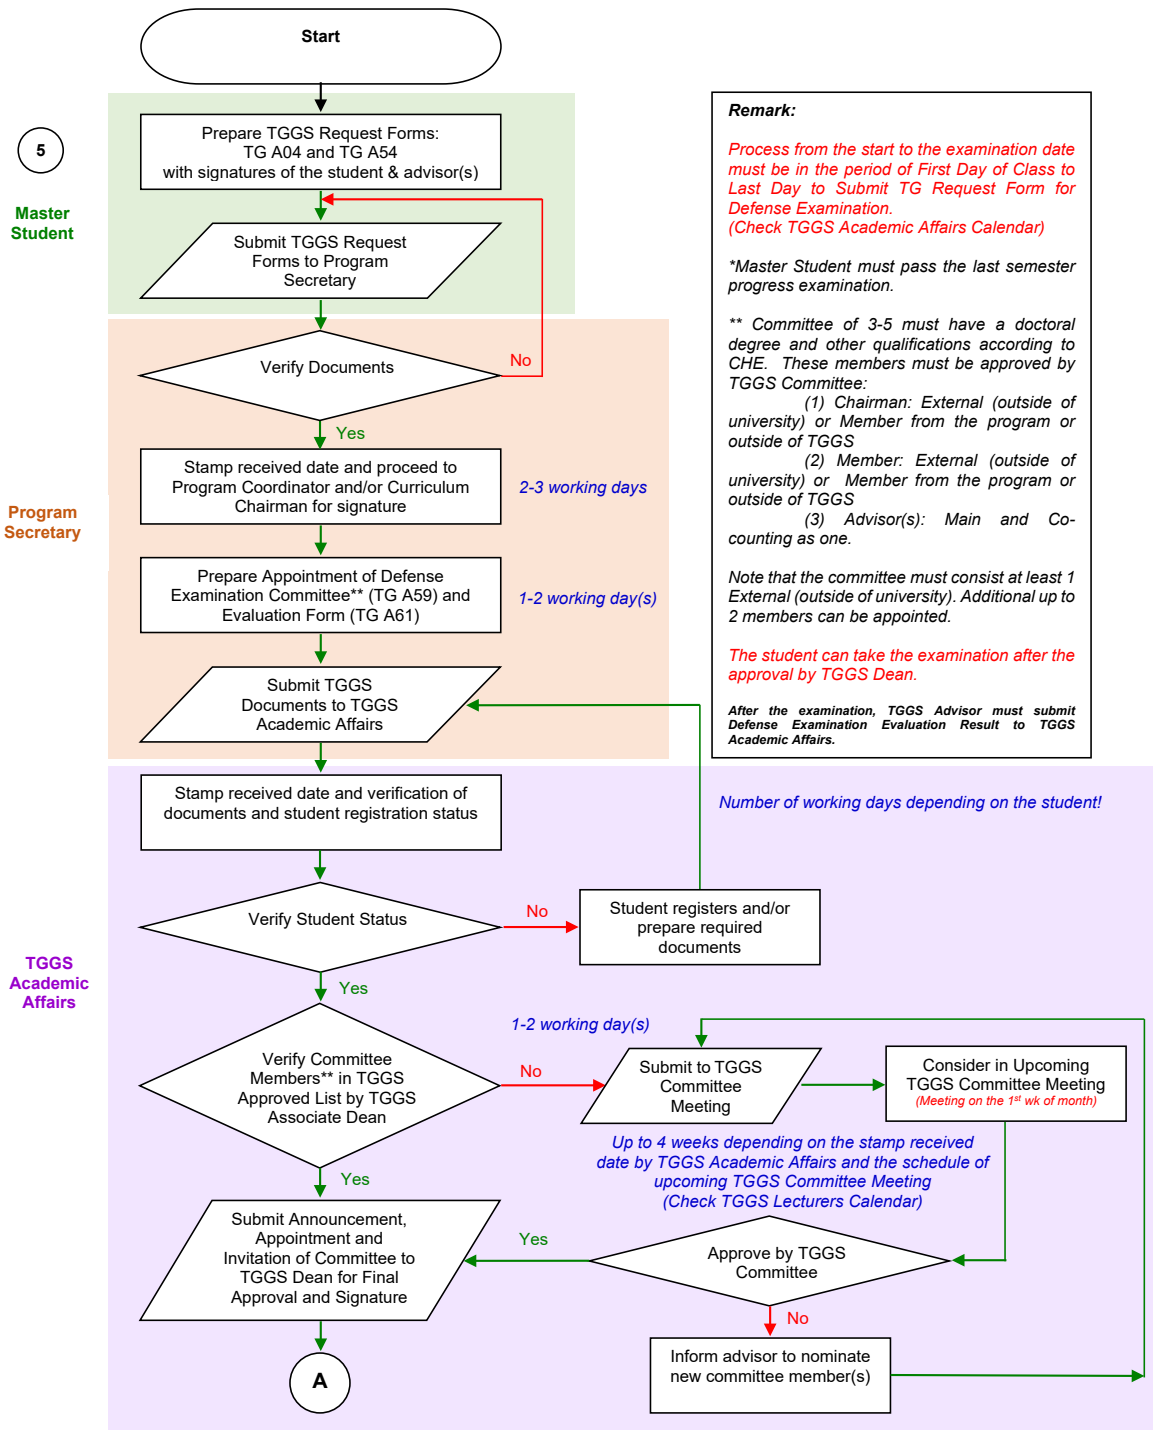 Start
5
Master
Student
Prepare TGGS Request Forms:
TG A04 and TG A54
with signatures of the student & advisor(s)
Submit TGGS Request
Forms to Program
Secretary
Program
Secretary
Verify Documents
No
Yes
Stamp received date and proceed to
Program Coordinator and/or Curriculum
Chairman for signature
2-3 working days
Prepare Appointment of Defense
Examination Committee** (TG A59) and
Evaluation Form (TG A61)
1-2 working day(s)
Submit TGGS
Documents to TGGS
Academic Affairs
Remark:
Process from the start to the examination date
must be in the period of First Day of Class to
Last Day to Submit TG Request Form for
Defense Examination.
(Check TGGS Academic Affairs Calendar)
*Master Student must pass the last semester
progress examination.
** Committee of 3-5 must have a doctoral
degree and other qualifications according to
CHE. These members must be approved by
TGGS Committee:
(1) Chairman: External (outside of
university) or Member from the program or
outside of TGGS
(2) Member: External (outside of
university) or Member from the program or
outside of TGGS
(3) Advisor(s): Main and Co-
counting as one.
Note that the committee must consist at least 1
External (outside of university). Additional up to
2 members can be appointed.
The student can take the examination after the
approval by TGGS Dean.
After the examination, TGGS Advisor must submit
Defense Examination Evaluation Result to TGGS
Academic Affairs.
TGGS
Academic
Affairs
Stamp received date and verification of
documents and student registration status
Number of working days depending on the student!
Verify Student Status
No
Student registers and/or
prepare required
documents
Yes
1-2 working day(s)
Verify Committee
Members** in TGGS
Approved List by TGGS
Associate Dean
No
Submit to TGGS
Committee
Meeting
Consider in Upcoming
TGGS Committee Meeting
(Meeting on the 1st wk of month)
Up to 4 weeks depending on the stamp received
date by TGGS Academic Affairs and the schedule of
upcoming TGGS Committee Meeting
(Check TGGS Lecturers Calendar)
Yes
Submit Announcement,
Appointment and
Invitation of Committee to
TGGS Dean for Final
Approval and Signature
Yes
Approve by TGGS
Committee
No
Inform advisor to nominate
new committee member(s)
A